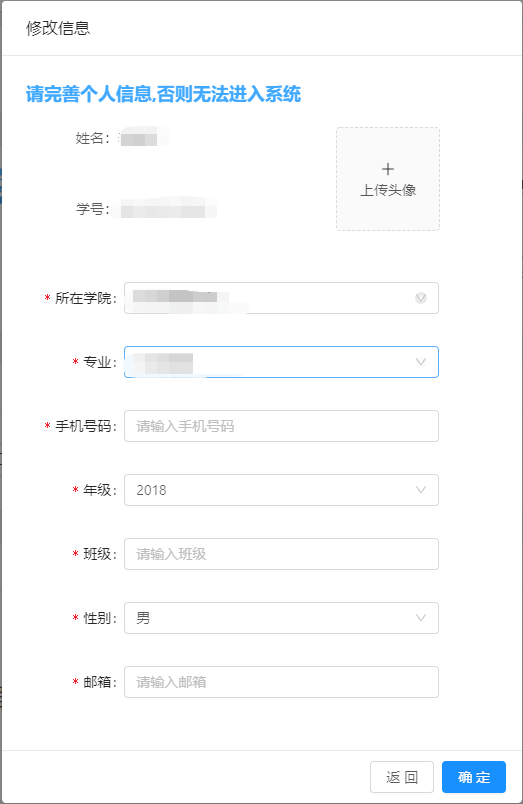 修改信息
请完善个人信息,否则无法进入系统
姓名:
上传头像
学号:
* 所在学院:
* 专业:
* 手机号码: 请输入手机号码
* 年级: 2018
* 班级: 请输入班级
* 性别: 男
* 邮箱: 请输入邮箱
返 回 确 定